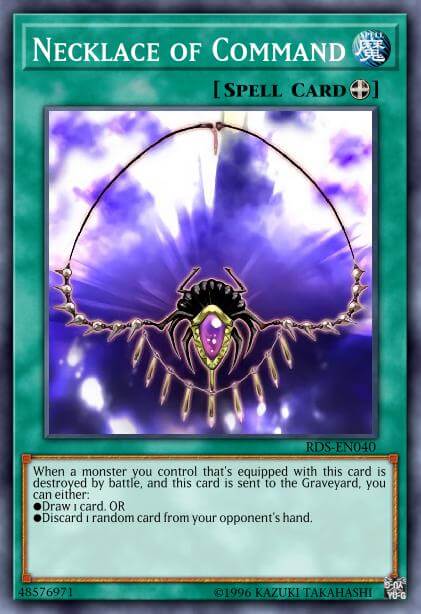 Necklace of Command
SPELL
魔
[Spell Card]
RDS-EN040
When a monster you control that's equipped with this card is
destroyed by battle, and this card is sent to the Graveyard, you
can either:
●Draw 1 card. OR
●Discard 1 random card from your opponent's hand.
48576971
©1996 KAZUKI TAKAHASHI